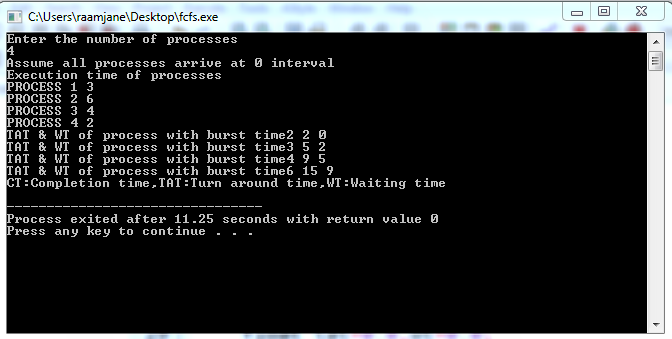 C:\Users\raamjane\Desktop\fcfs.exe
Enter the number of processes
4
Assume all processes arrive at 0 interval
Execution time of processes
PROCESS 1 3
PROCESS 2 6
PROCESS 3 4
PROCESS 4 2
TAT & WT of process with burst time2 2 0
TAT & WT of process with burst time3 5 2
TAT & WT of process with burst time4 9 5
TAT & WT of process with burst time6 15 9
CT:Completion time,TAT:Turn around time,WT:Waiting time
--------------------------------
Process exited after 11.25 seconds with return value 0
Press any key to continue . . .